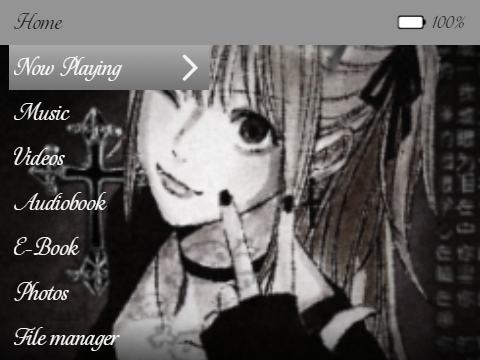 Home
100%
Now Playing
Music
Videos
Audiobook
E-Book
Photos
File manager